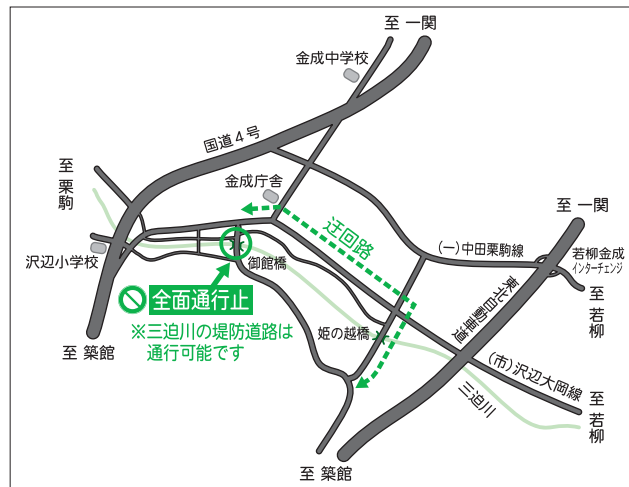 至 一関
金成中学校
国道4号
至 栗駒
金成庁舎
至 一関
迂回路
(一)中田栗駒線
若柳金成
インターチェンジ
沢辺小学校
御館橋
東北自動車道
至 若柳
全面通行止
※三迫川の堤防道路は
通行可能です
姫の越橋
至 築館
(市)沢辺大岡線
三迫川
至 若柳
至 築館